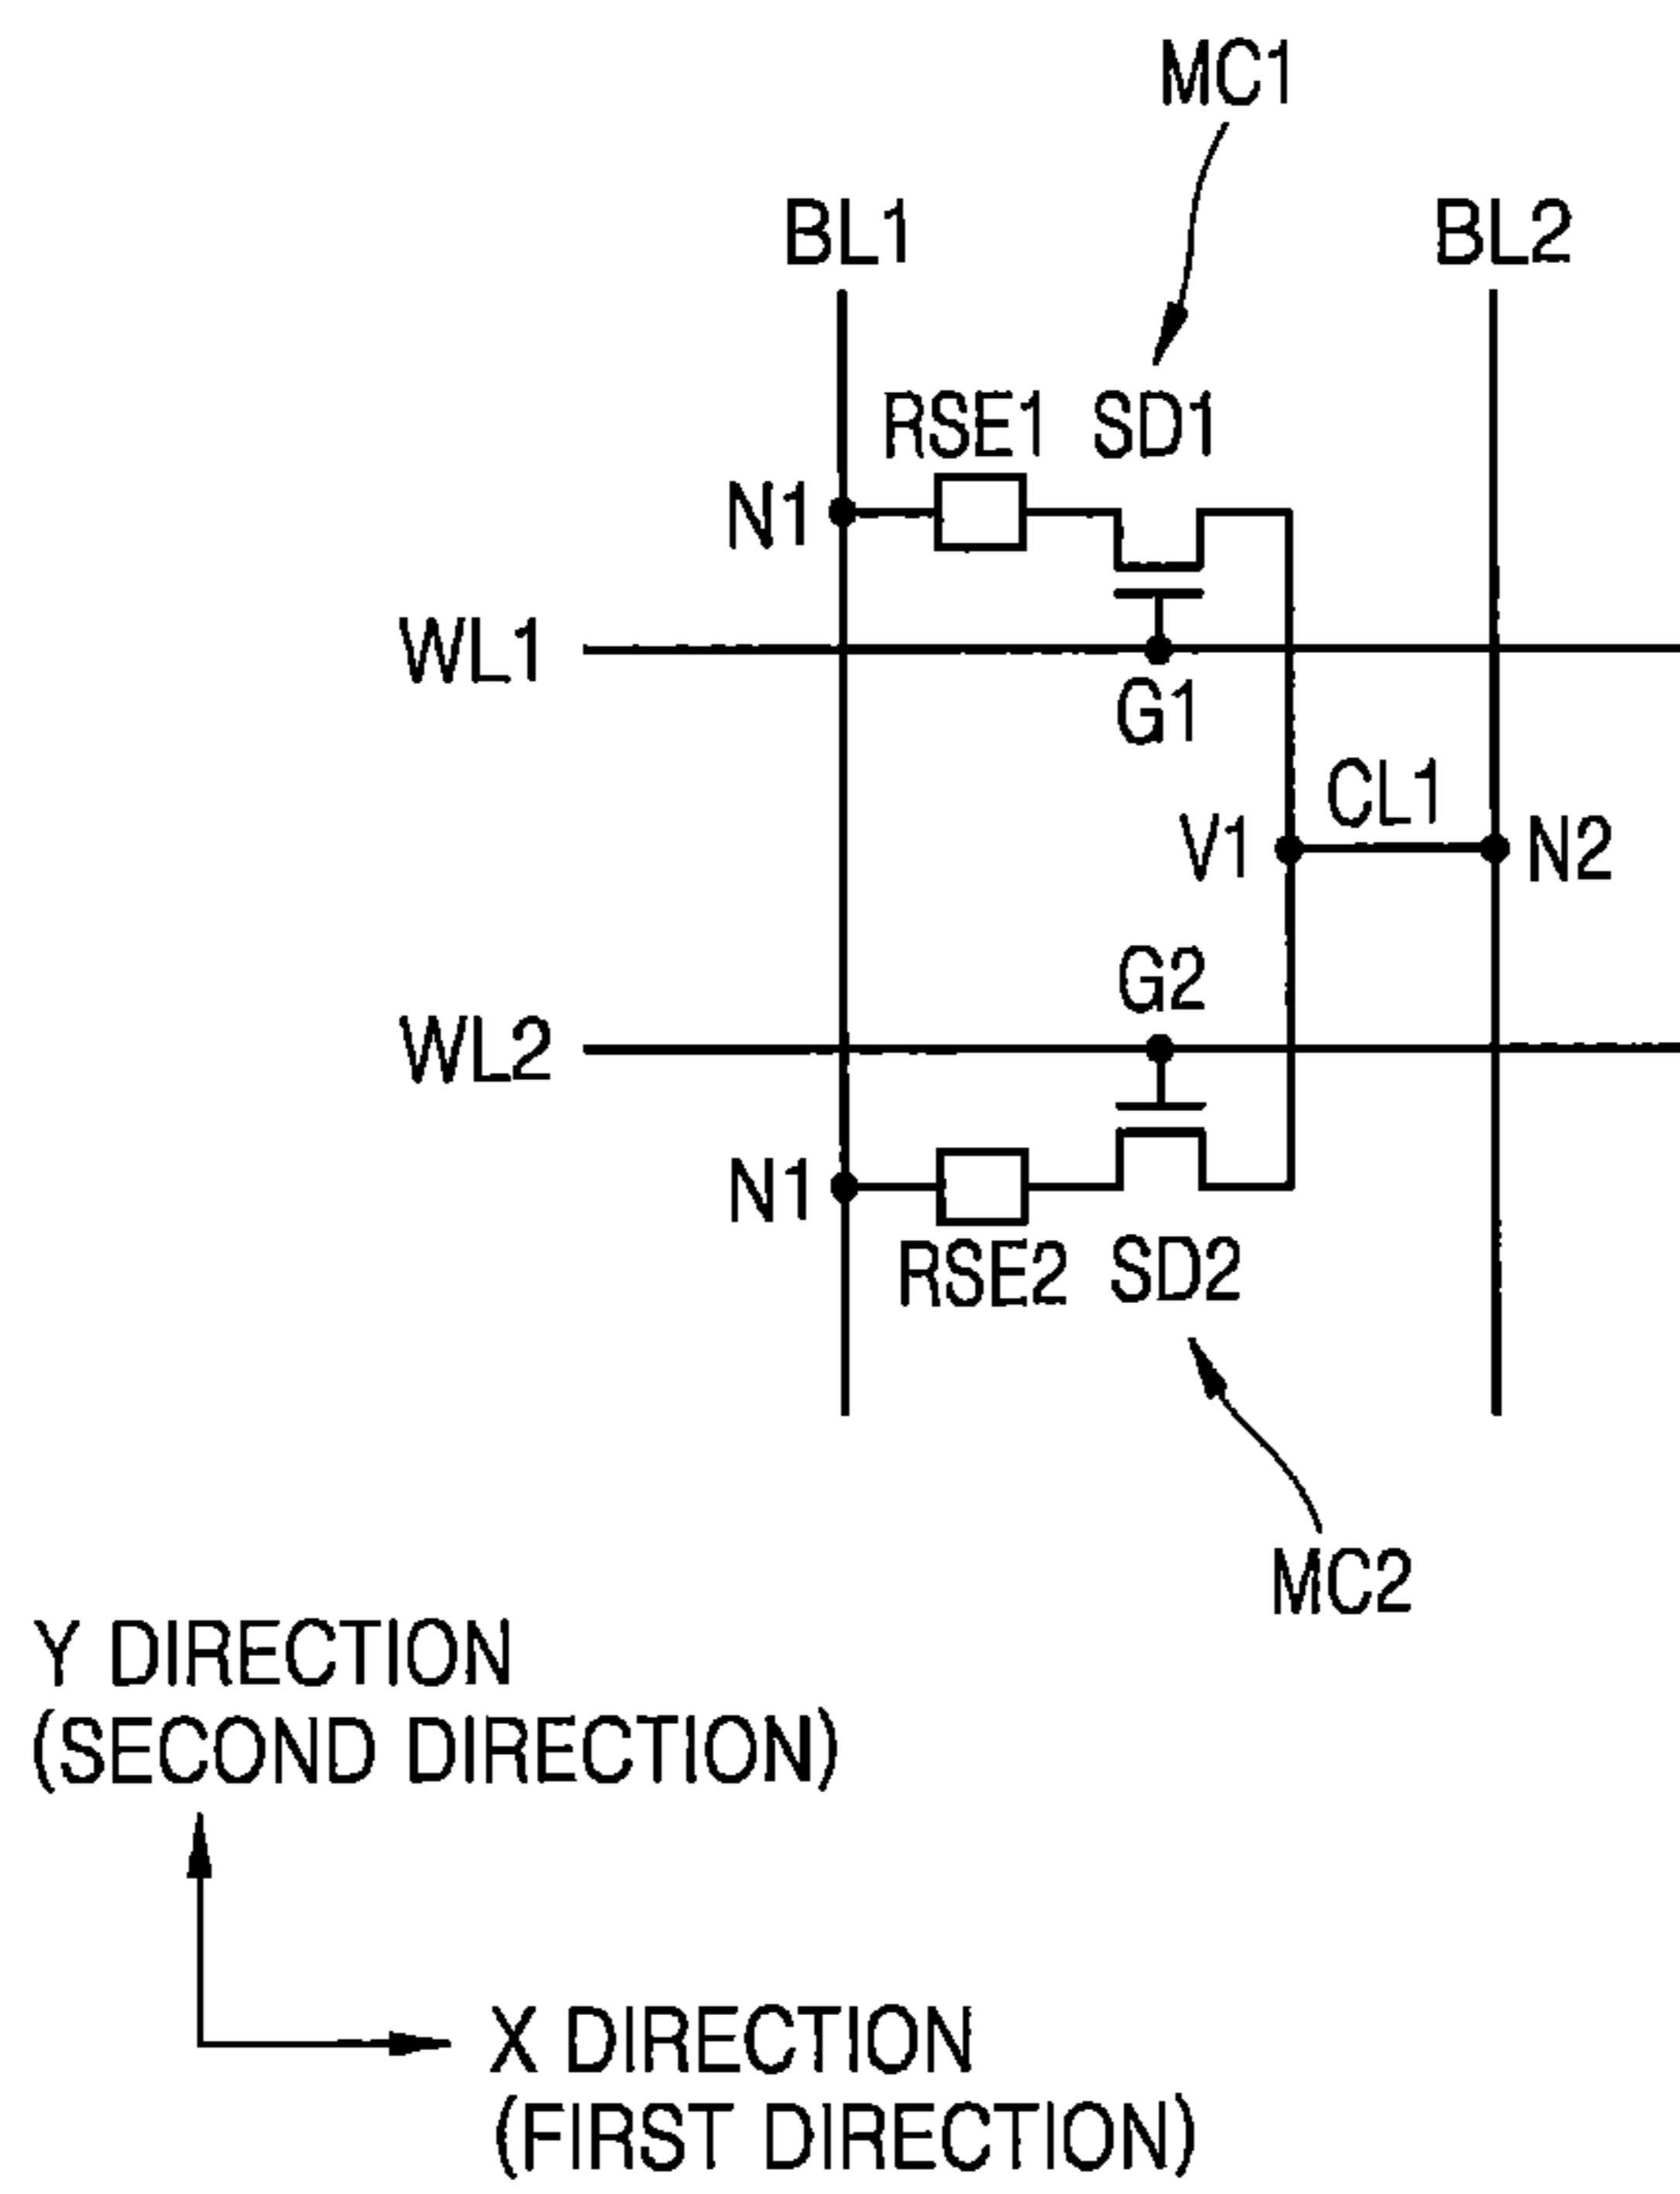 MC1
BL1
BL2
RSE1 SD1
N1
WL1
G1
CL1
V1
N2
G2
WL2
N1
RSE2 SD2
MC2
Y DIRECTION
(SECOND DIRECTION)
X DIRECTION
(FIRST DIRECTION)